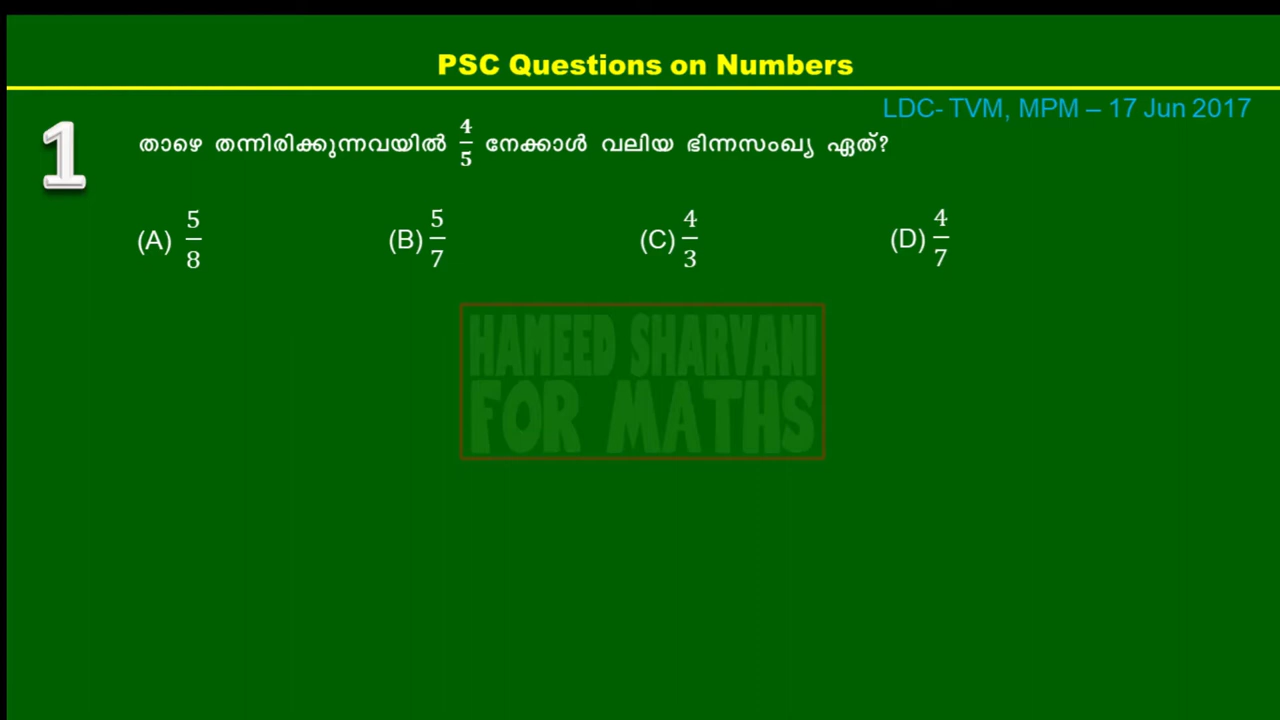 PSC Questions on Numbers
LDC- TVM, MPM – 17 Jun 2017
1 താഴെ തന്നിരിക്കുന്നവയിൽ 4/5 നേക്കാൾ വലിയ ഭിന്നസംഖ്യ ഏത്?
(A) 5/8 (B) 5/7 (C) 4/3 (D) 4/7
HAMEED SHARVANI
FOR MATHS